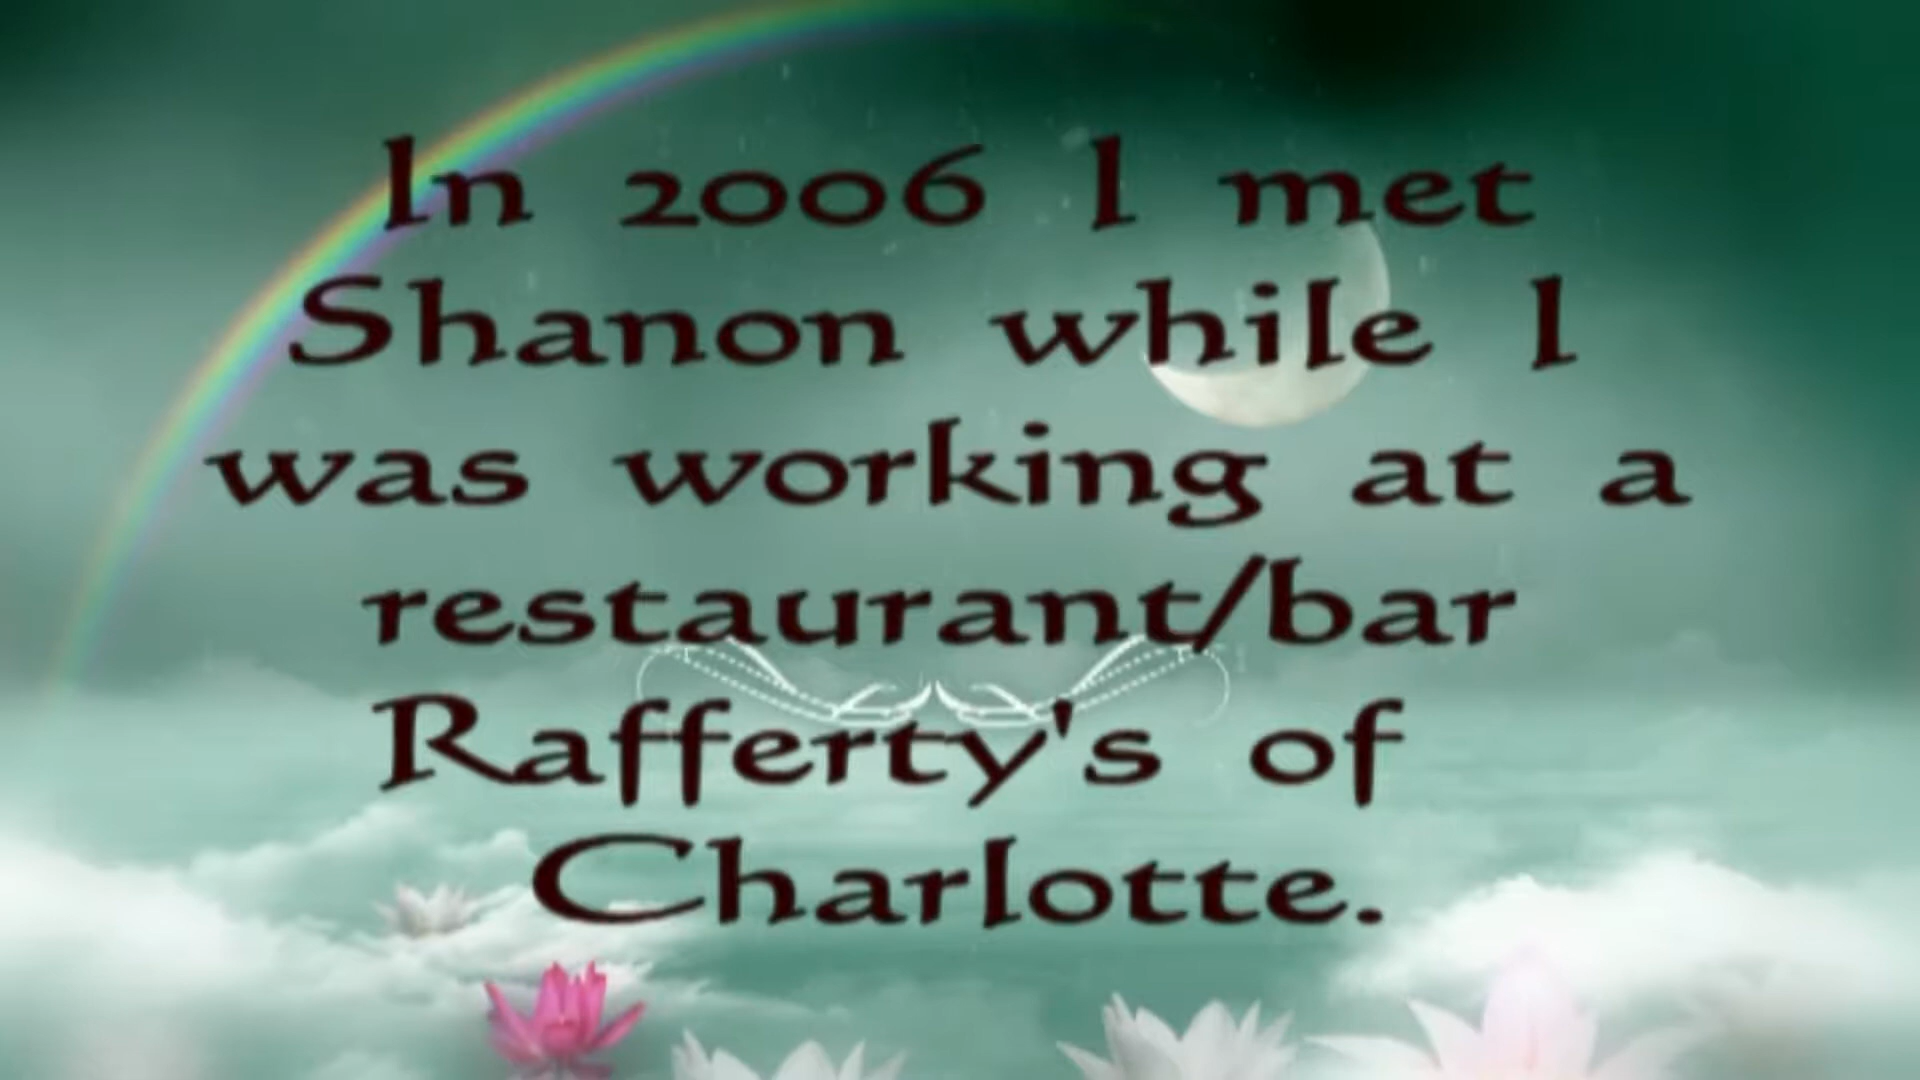 In 2006 I met
Shanon while I
was working at a
restaurant/bar
Rafferty's of
Charlotte.